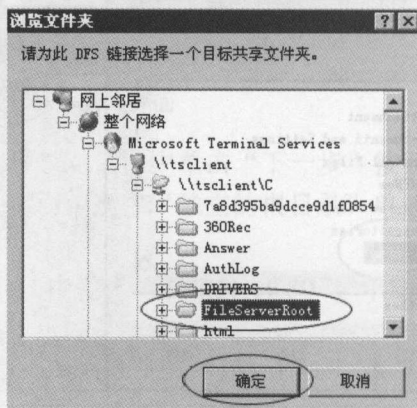 浏览文件夹
请为此 DFS 链接选择一个目标共享文件夹。
网上邻居
整个网络
Microsoft Terminal Services
\\tsclient
\\tsclient\C
7a8d395ba9dcce9d1f0854
360Rec
Answer
AuthLog
DRIVERS
FileServerRoot
html
确定
取消